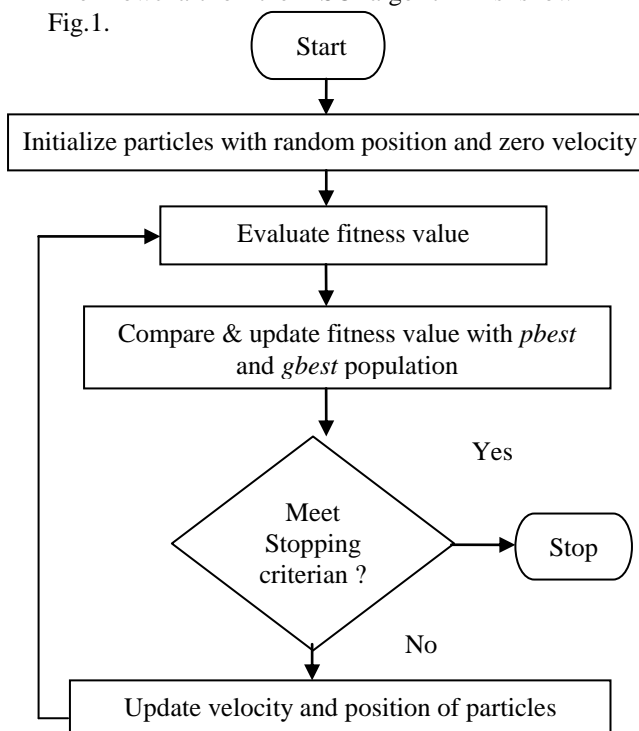 Fig.1.
Start
Initialize particles with random position and zero velocity
Evaluate fitness value
Compare & update fitness value with pbest
and gbest population
Yes
Meet
Stopping
criterian ?
Stop
No
Update velocity and position of particles